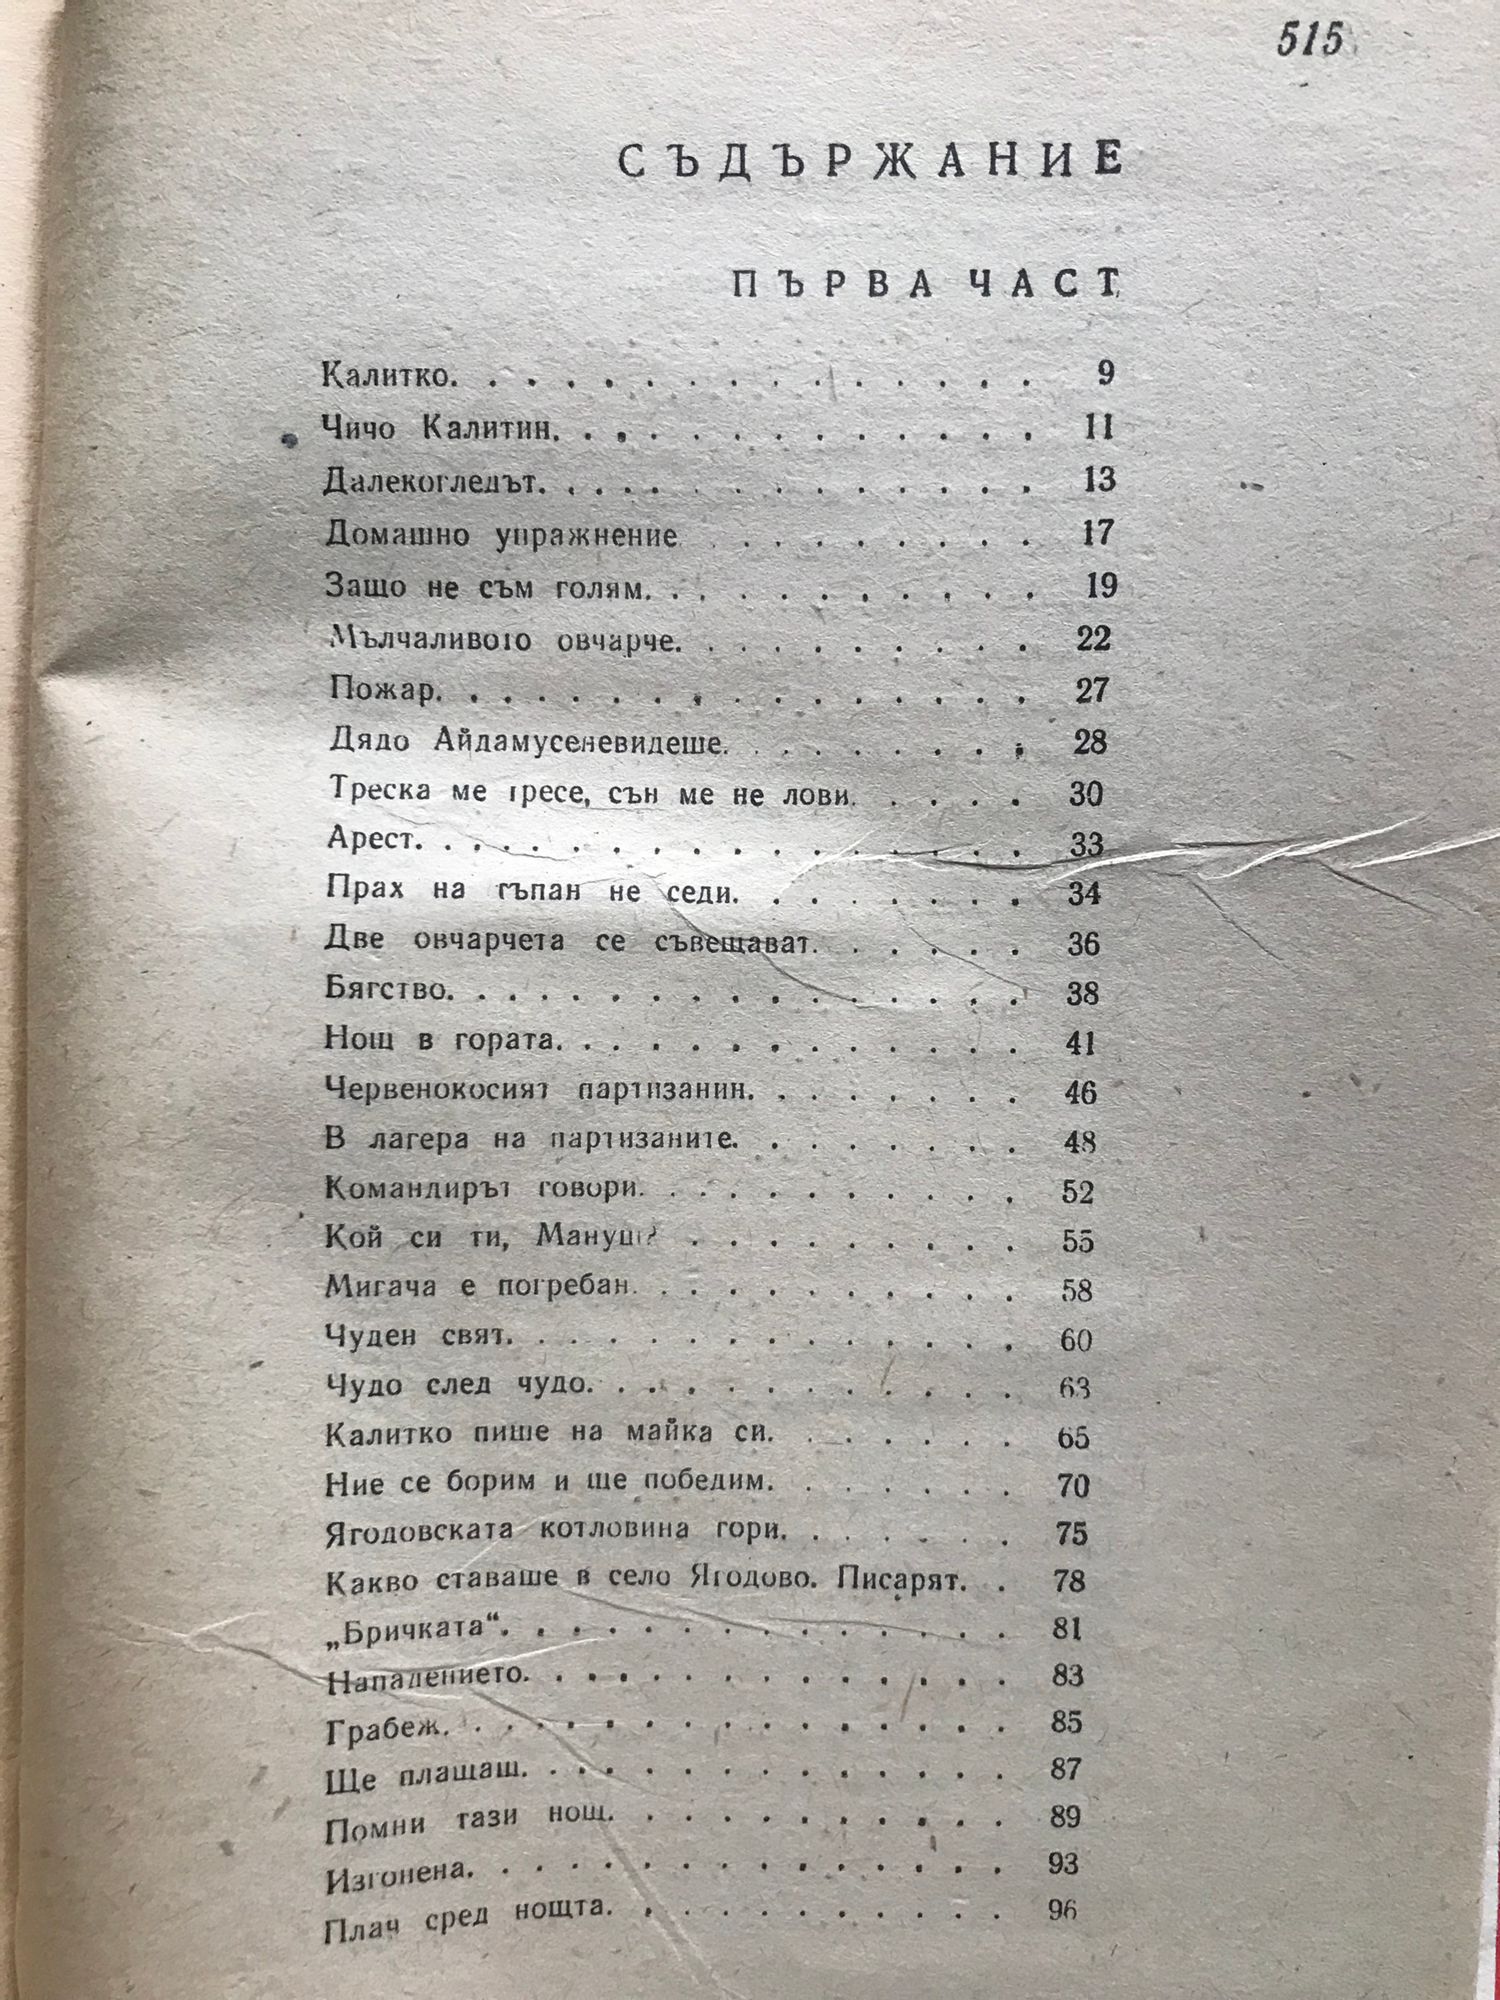 515
СЪДЪРЖАНИЕ
ПЪРВА ЧАСТ
Калитко. . . . . . . . . . . . . . . 9
Чичо Калитин. . . . . . . . . . . . . 11
Далекогледът. . . . . . . . . . . . . 13
Домашно упражнение . . . . . . . . . 17
Защо не съм голям. . . . . . . . . . . 19
Мълчаливото овчарче. . . . . . . . . . 22
Пожар. . . . . . . . . . . . . . . . 27
Дядо Айдамусеневидеше. . . . . . . . . 28
Треска ме тресе, сън ме не лови. . . . . 30
Арест. . . . . . . . . . . . . . . . 33
Прах на тъпан не седи. . . . . . . . . 34
Две овчарчета се съвещават. . . . . . . 36
Бягство. . . . . . . . . . . . . . . 38
Нощ в гората. . . . . . . . . . . . . 41
Червенокосият партизанин. . . . . . . . 46
В лагера на партизаните. . . . . . . . 48
Командирът говори. . . . . . . . . . . 52
Кой си ти, Мануш? . . . . . . . . . 55
Мигача е погребан. . . . . . . . . . . 58
Чуден свят. . . . . . . . . . . . . . 60
Чудо след чудо. . . . . . . . . . . . 63
Калитко пише на майка си. . . . . . . 65
Ние се борим и ще победим. . . . . . . 70
Ягодовската котловина гори. . . . . . . 75
Какво ставаше в село Ягодово. Писарят. . 78
„Бричката“. . . . . . . . . . . . . . 81
Нападението. . . . . . . . . . . . . 83
Грабеж. . . . . . . . . . . . . . . 85
Ще плащаш. . . . . . . . . . . . . . 87
Помни тази нощ. . . . . . . . . . . . 89
Изгонена. . . . . . . . . . . . . . . 93
Плач сред нощта. . . . . . . . . . . . 96